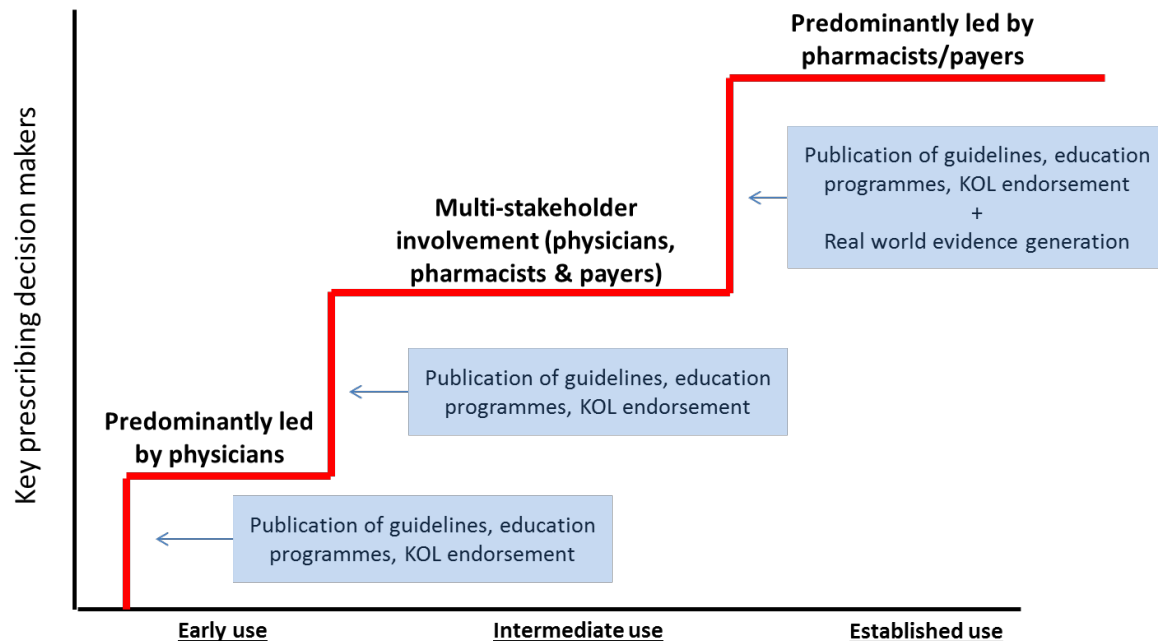 Key prescribing decision makers
Predominantly led by
pharmacists/payers
Publication of guidelines, education
programmes, KOL endorsement
+
Real world evidence generation
Multi-stakeholder
involvement (physicians,
pharmacists & payers)
Publication of guidelines, education
programmes, KOL endorsement
Predominantly led
by physicians
Publication of guidelines, education
programmes, KOL endorsement
Early use
Intermediate use
Established use